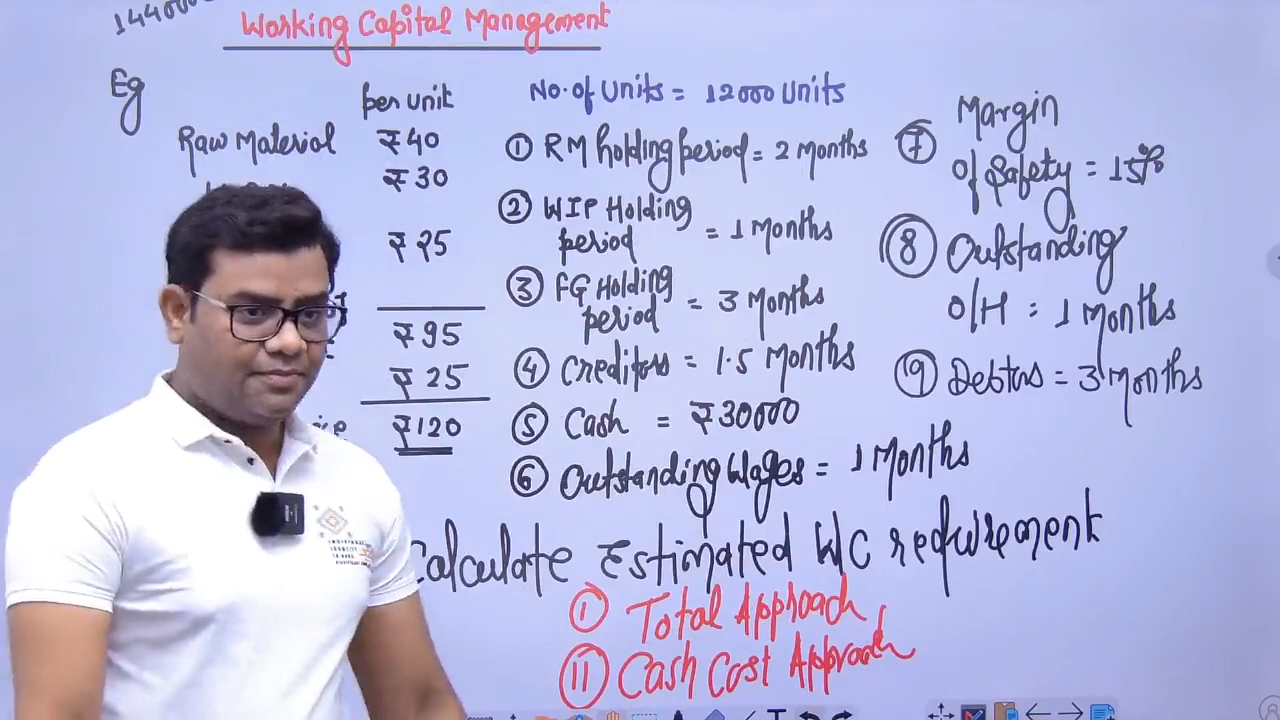 Working Capital Management
Eg
per unit
Raw Material ₹40
₹30
₹25
₹95
₹25
₹120
No. of Units = 12000 Units
① RM holding period = 2 Months
② WIP Holding period = 1 Months
③ FG Holding period = 3 Months
④ Creditors = 1.5 Months
⑤ Cash = ₹30000
⑥ Outstanding Wages = 1 Months
⑦ Margin of Safety = 15%
⑧ Outstanding O/H = 1 Months
⑨ Debtors = 3 Months
Calculate Estimated W/C requirement
① Total Approach
⑪ Cash Cost Approach